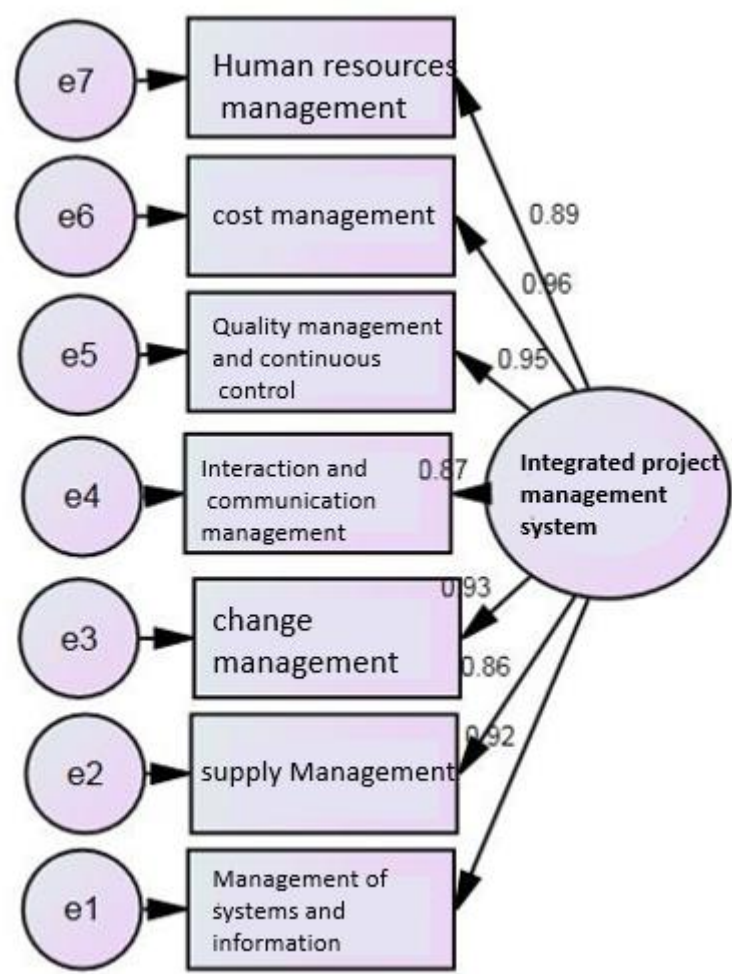 e7
Human resources
management
0.89
e6
cost management
0.96
e5
Quality management
and continuous
control
0.95
e4
Interaction and
communication
management
0.87
Integrated project
management
system
e3
change
management
0.93
0.86
e2
supply Management
0.92
e1
Management of
systems and
information